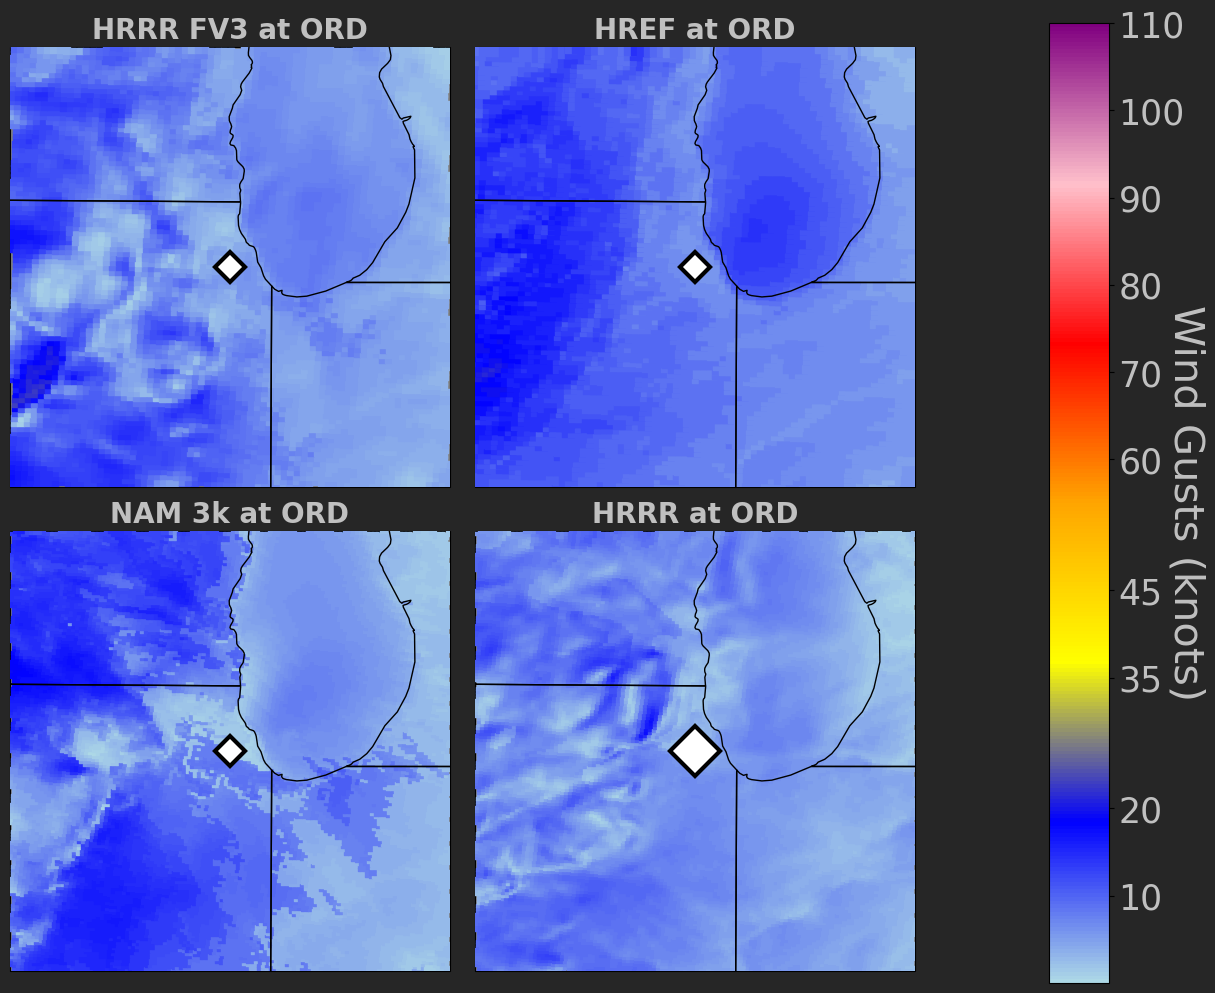 HRRR FV3 at ORD
HREF at ORD
NAM 3k at ORD
HRRR at ORD
110
100
90
80
70
60
45
35
20
10
Wind Gusts (knots)